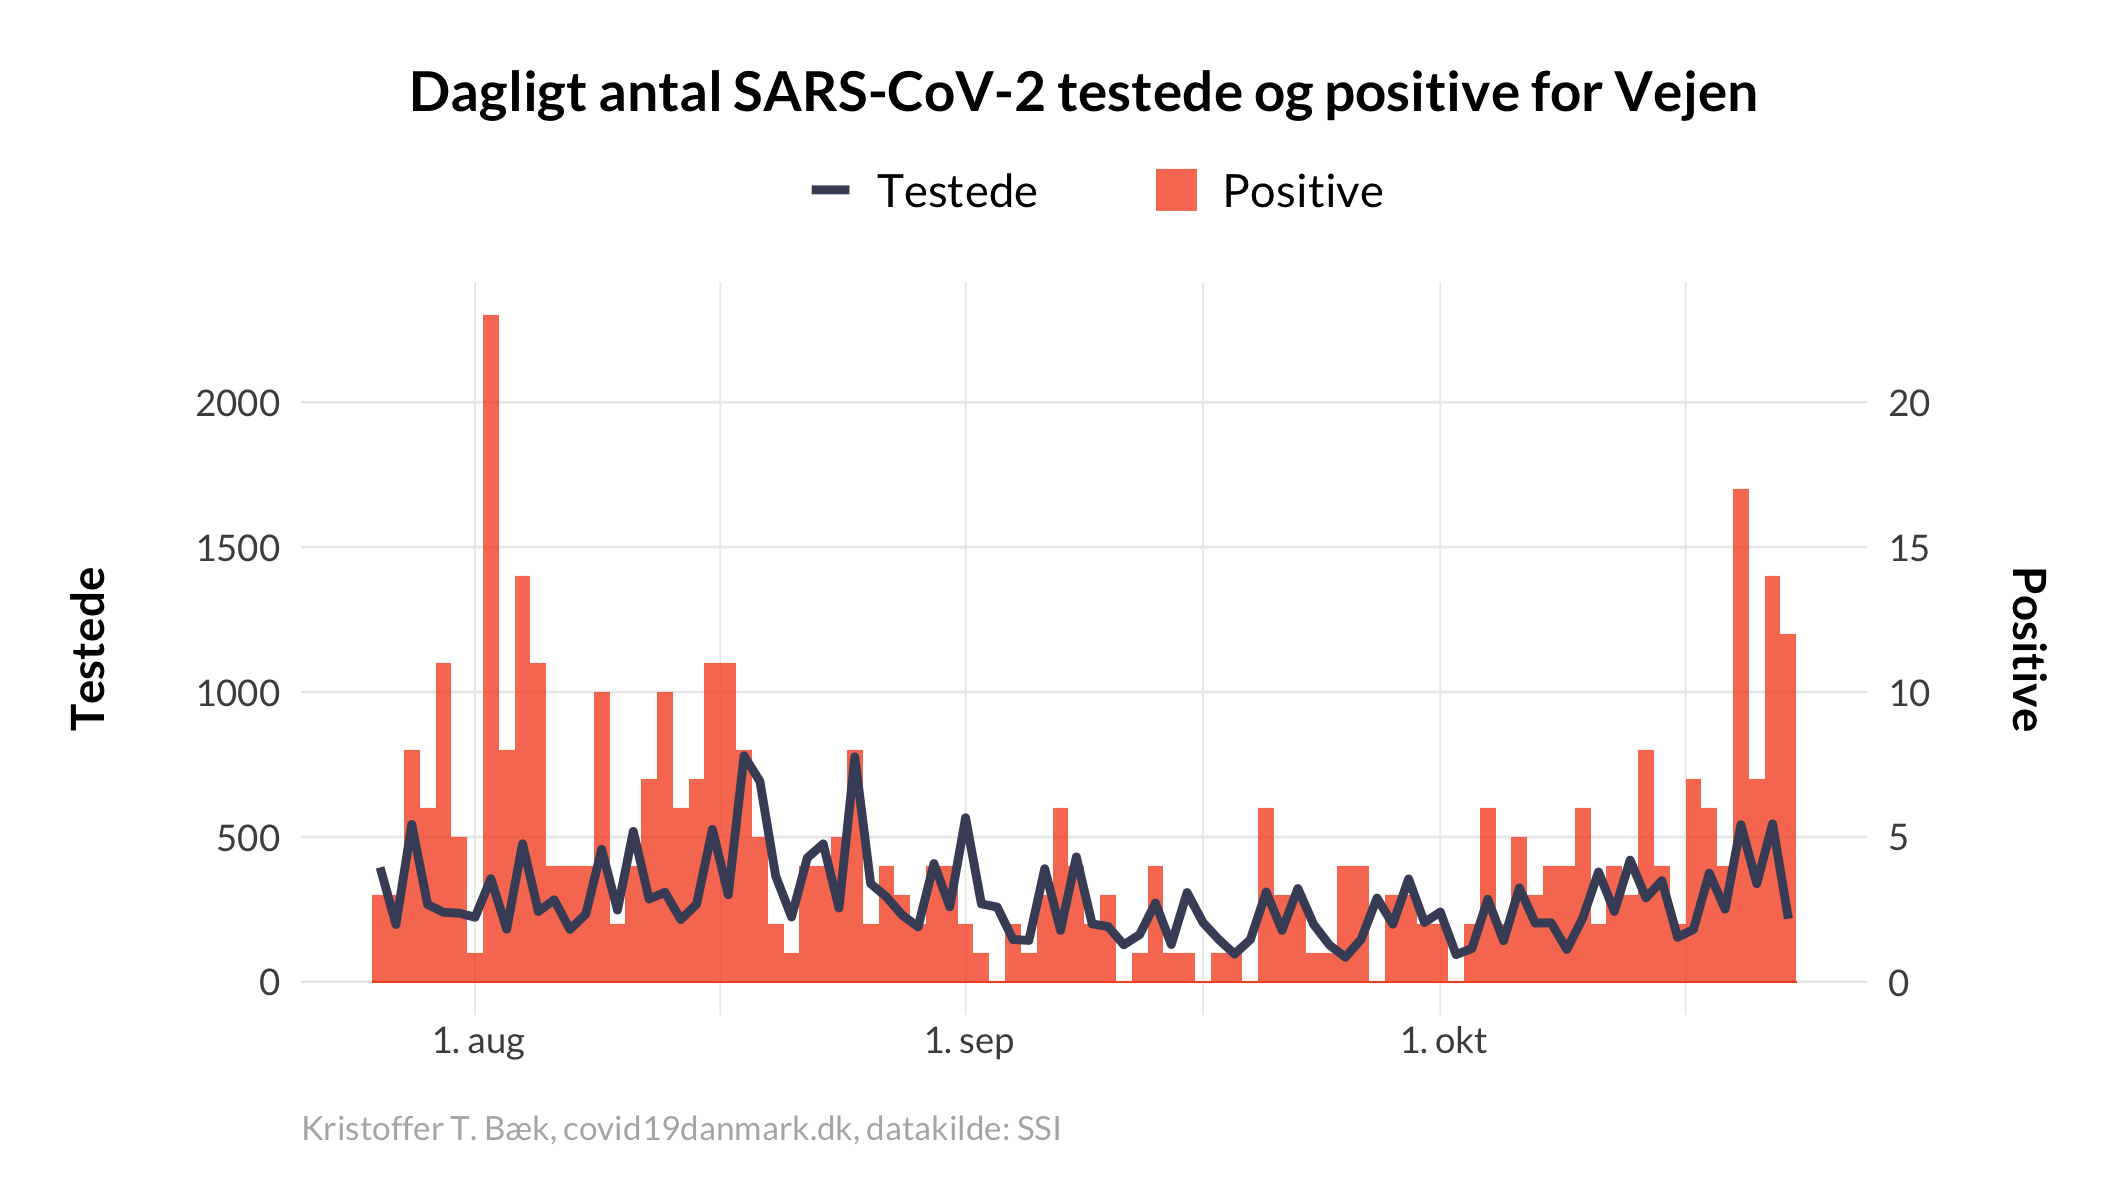 Dagligt antal SARS-CoV-2 testede og positive for Vejen
Testede
Positive
2000
1500
1000
500
0
20
15
10
5
0
Testede
Positive
1. aug
1. sep
1. okt
Kristoffer T. Bæk, covid19danmark.dk, datakilde: SSI